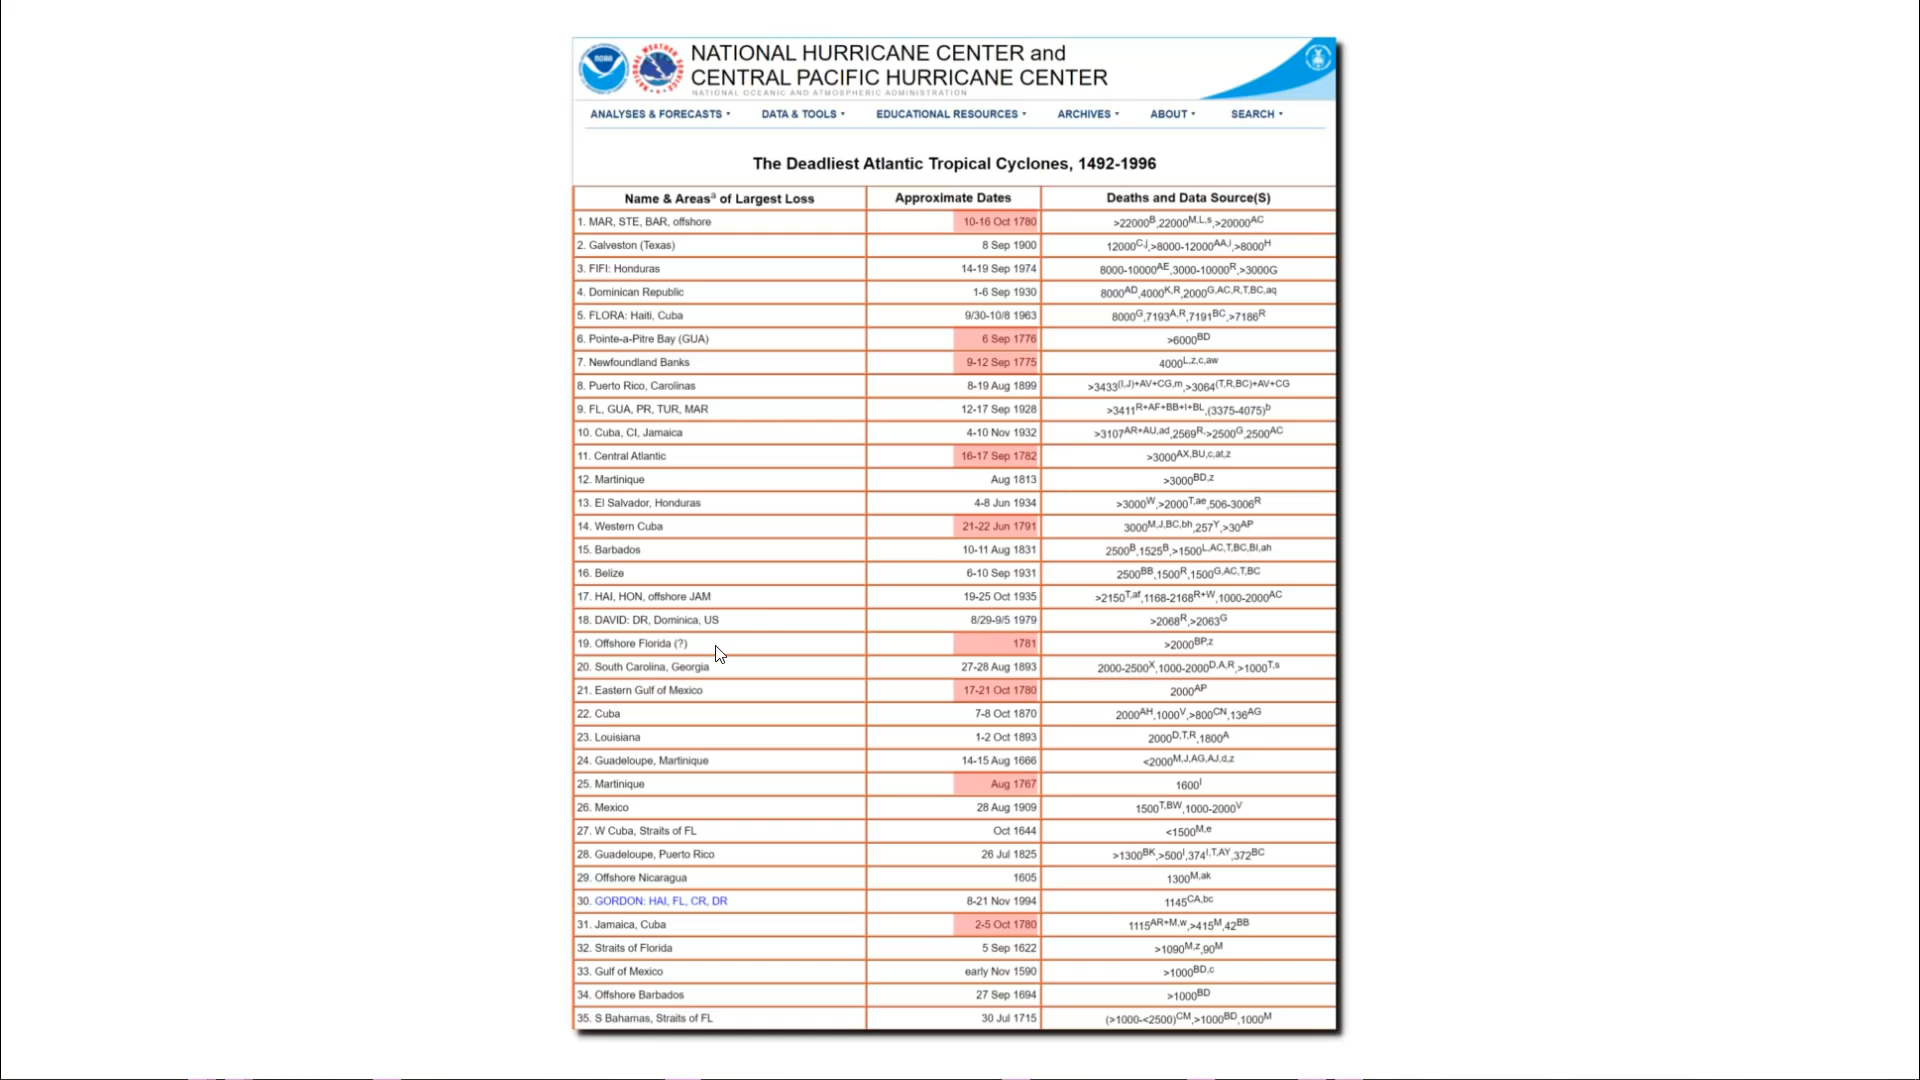 NATIONAL HURRICANE CENTER and
CENTRAL PACIFIC HURRICANE CENTER
NATIONAL OCEANIC AND ATMOSPHERIC ADMINISTRATION
ANALYSES & FORECASTS DATA & TOOLS EDUCATIONAL RESOURCES ARCHIVES ABOUT SEARCH
The Deadliest Atlantic Tropical Cyclones, 1492-1996
Name & Areasᵃ of Largest Loss Approximate Dates Deaths and Data Source(S)
1. MAR, STE, BAR, offshore 10-16 Oct 1780 >22000B,22000M,L,s,>20000AC
2. Galveston (Texas) 8 Sep 1900 12000C,j,>8000-12000AA,i,>8000H
3. FIFI: Honduras 14-19 Sep 1974 8000-10000AE,3000-10000R,>3000G
4. Dominican Republic 1-6 Sep 1930 8000AD,4000K,R,2000G,AC,R,T,BC,aq
5. FLORA: Haiti, Cuba 9/30-10/8 1963 8000G,7193A,R,7191BC,>7186R
6. Pointe-a-Pitre Bay (GUA) 6 Sep 1776 >6000BD
7. Newfoundland Banks 9-12 Sep 1775 4000L,z,c,aw
8. Puerto Rico, Carolinas 8-19 Aug 1899 >3433(I,J)+AV+CG,m,>3064(T,R,BC)+AV+CG
9. FL, GUA, PR, TUR, MAR 12-17 Sep 1928 >3411R+AF+BB+I+BL,(3375-4075)b
10. Cuba, CI, Jamaica 4-10 Nov 1932 >3107AR+AU,ad,2569R,>2500G,2500AC
11. Central Atlantic 16-17 Sep 1782 >3000AX,BU,c,at,z
12. Martinique Aug 1813 >3000BD,z
13. El Salvador, Honduras 4-8 Jun 1934 >3000W,>2000T,ae,506-3006R
14. Western Cuba 21-22 Jun 1791 3000M,J,BC,bh,257Y,>30AP
15. Barbados 10-11 Aug 1831 2500B,1525B,>1500L,AC,T,BC,BI,ah
16. Belize 6-10 Sep 1931 2500BB,1500R,1500G,AC,T,BC
17. HAI, HON, offshore JAM 19-25 Oct 1935 >2150T,af,1168-2168R+W,1000-2000AC
18. DAVID: DR, Dominica, US 8/29-9/5 1979 >2068R,>2063G
19. Offshore Florida (?) 1781 >2000BP,z
20. South Carolina, Georgia 27-28 Aug 1893 2000-2500X,1000-2000D,A,R,>1000T,s
21. Eastern Gulf of Mexico 17-21 Oct 1780 2000AP
22. Cuba 7-8 Oct 1870 2000AH,1000V,>800CN,136AG
23. Louisiana 1-2 Oct 1893 2000D,T,R,1800A
24. Guadeloupe, Martinique 14-15 Aug 1666 <2000M,J,AG,AJ,d,z
25. Martinique Aug 1767 1600I
26. Mexico 28 Aug 1909 1500T,BW,1000-2000V
27. W Cuba, Straits of FL Oct 1644 <1500M,e
28. Guadeloupe, Puerto Rico 26 Jul 1825 >1300BK,>500I,374I,T,AY,372BC
29. Offshore Nicaragua 1605 1300M,ak
30. GORDON: HAI, FL, CR, DR 8-21 Nov 1994 1145CA,bc
31. Jamaica, Cuba 2-5 Oct 1780 1115AR+M,w,>415M,42BB
32. Straits of Florida 5 Sep 1622 >1090M,z,90M
33. Gulf of Mexico early Nov 1590 >1000BD,c
34. Offshore Barbados 27 Sep 1694 >1000BD
35. S Bahamas, Straits of FL 30 Jul 1715 (>1000-<2500)CM,>1000BD,1000M